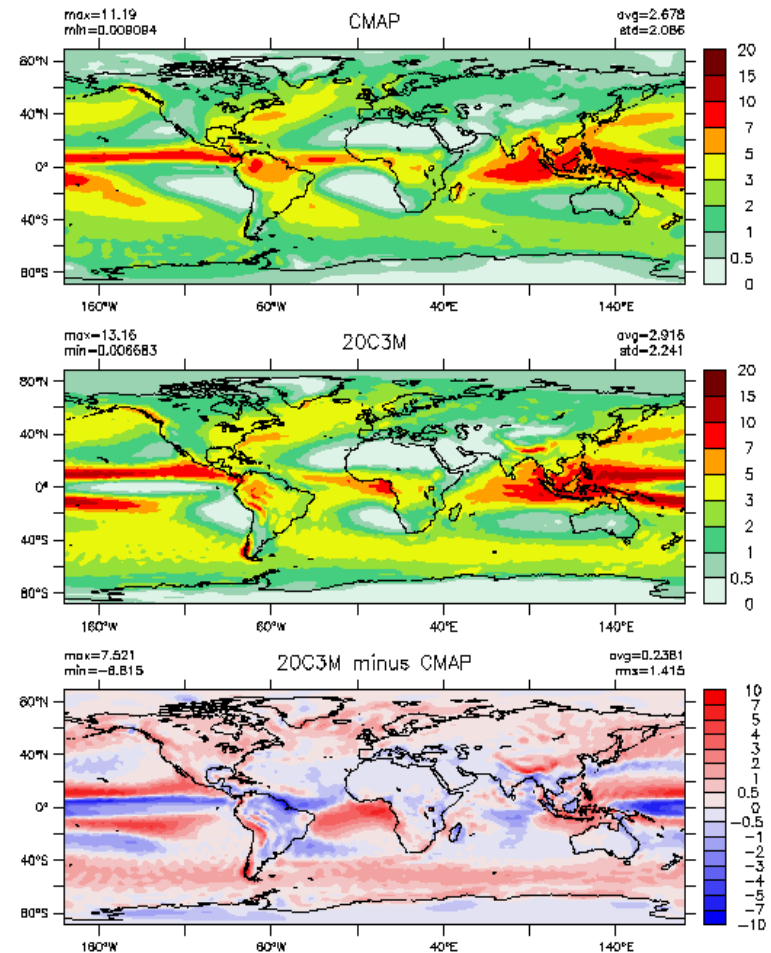 max=11.19 CMAP avg=2.678
min=0.009094 std=2.086
80°N
40°N
0°
40°S
80°S
160°W 60°W 40°E 140°E
20
15
10
7
5
3
2
1
0.5
0
max=13.16 20C3M avg=2.916
min=0.006683 std=2.241
80°N
40°N
0°
40°S
80°S
160°W 60°W 40°E 140°E
20
15
10
7
5
3
2
1
0.5
0
max=7.521 20C3M minus CMAP avg=0.2381
min=-8.815 rms=1.415
80°N
40°N
0°
40°S
80°S
160°W 60°W 40°E 140°E
10
7
5
4
3
2
1
0.5
0
-0.5
-1
-2
-3
-4
-5
-7
-10